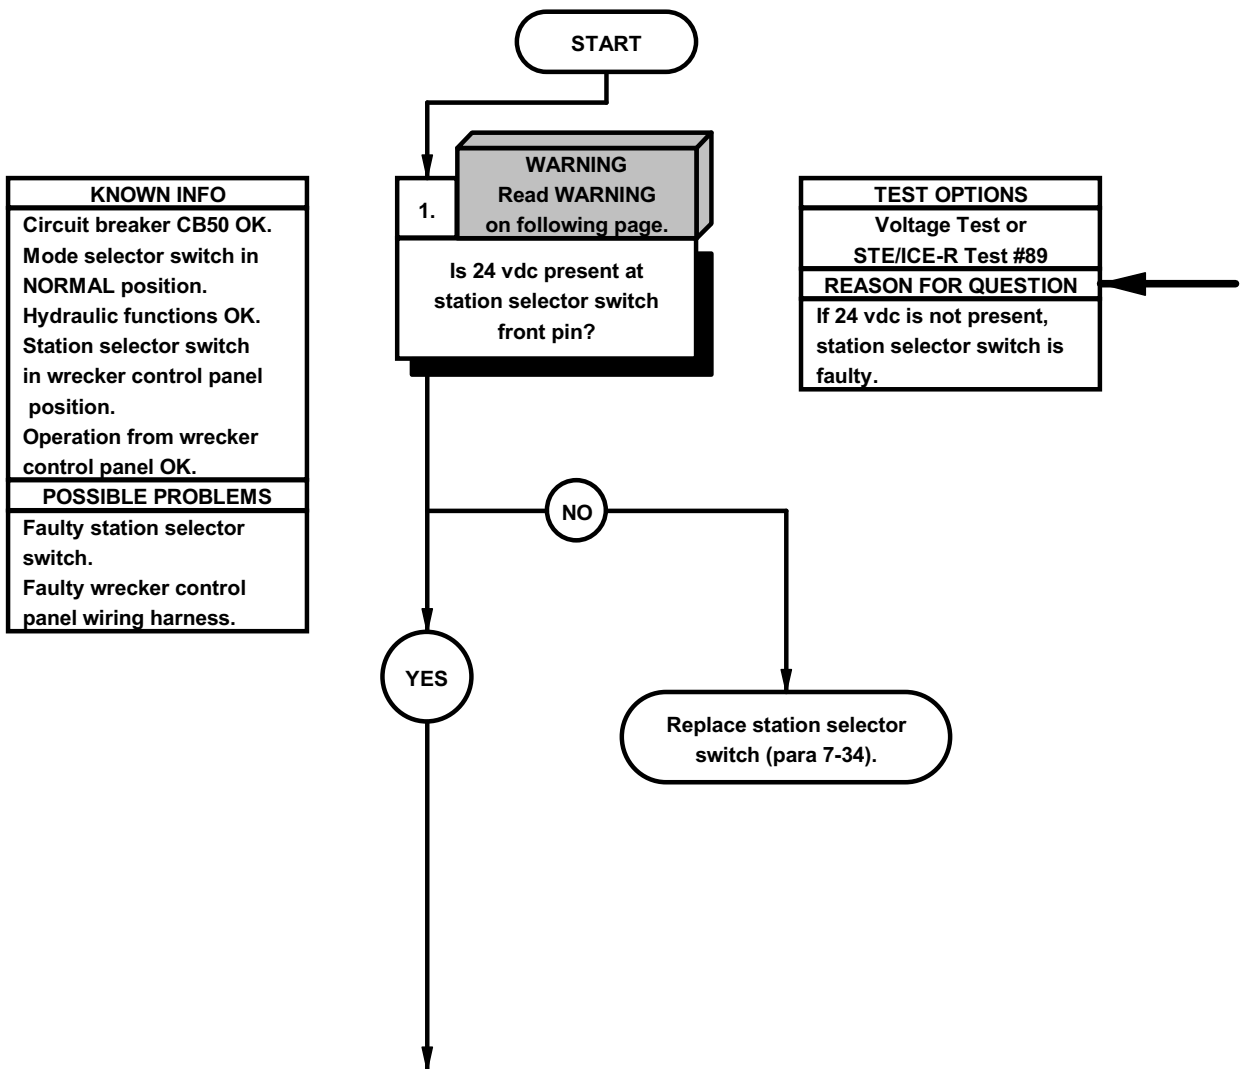 START
KNOWN INFO
Circuit breaker CB50 OK.
Mode selector switch in
NORMAL position.
Hydraulic functions OK.
Station selector switch
in wrecker control panel
position.
Operation from wrecker
control panel OK.
POSSIBLE PROBLEMS
Faulty station selector
switch.
Faulty wrecker control
panel wiring harness.
1.
WARNING
Read WARNING
on following page.
Is 24 vdc present at
station selector switch
front pin?
TEST OPTIONS
Voltage Test or
STE/ICE-R Test #89
REASON FOR QUESTION
If 24 vdc is not present,
station selector switch is
faulty.
NO
YES
Replace station selector
switch (para 7-34).